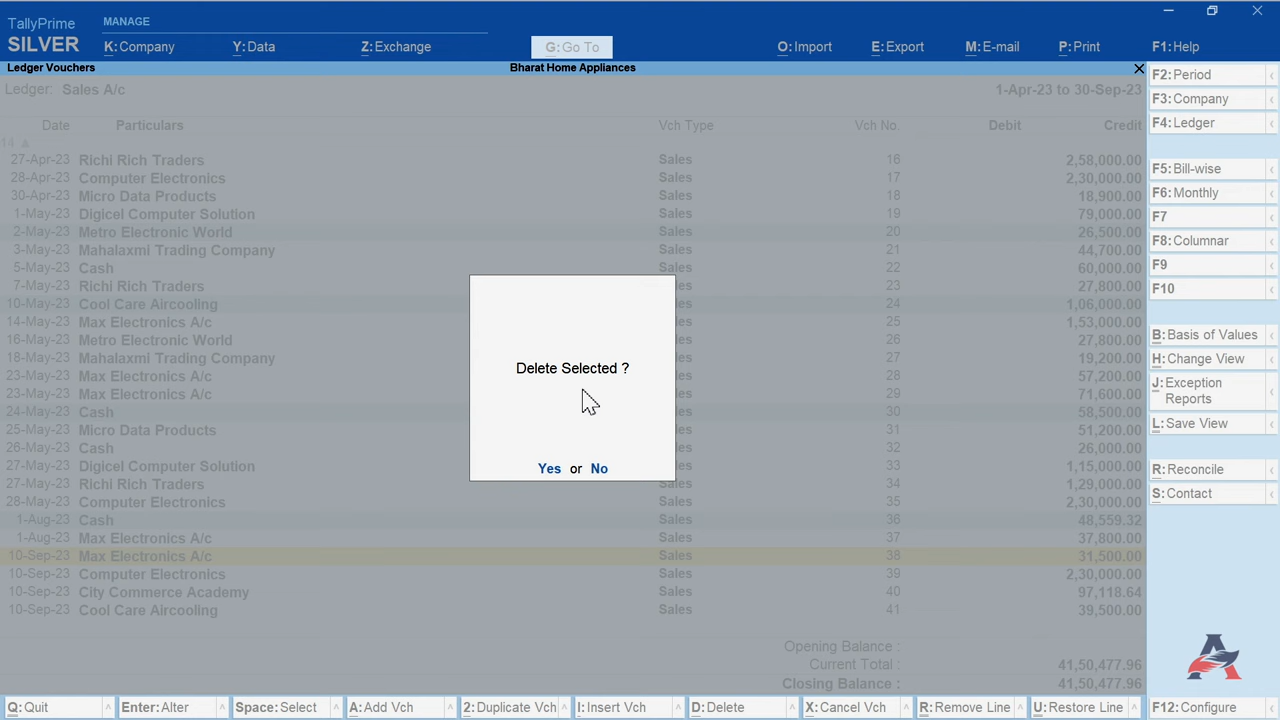 TallyPrime
SILVER
MANAGE
K: Company Y: Data Z: Exchange G: Go To O: Import E: Export M: E-mail P: Print F1: Help
Ledger Vouchers Bharat Home Appliances
Ledger: Sales A/c 1-Apr-23 to 30-Sep-23
Date Particulars Vch Type Vch No. Debit Credit
14
27-Apr-23 Richi Rich Traders Sales 16 2,58,000.00
28-Apr-23 Computer Electronics Sales 17 2,30,000.00
30-Apr-23 Micro Data Products Sales 18 18,900.00
1-May-23 Digicel Computer Solution Sales 19 79,000.00
2-May-23 Metro Electronic World Sales 20 26,500.00
3-May-23 Mahalaxmi Trading Company Sales 21 44,700.00
5-May-23 Cash Sales 22 60,000.00
7-May-23 Richi Rich Traders les 23 27,800.00
10-May-23 Cool Care Aircooling les 24 1,06,000.00
14-May-23 Max Electronics A/c les 25 1,53,000.00
16-May-23 Metro Electronic World les 26 27,800.00
18-May-23 Mahalaxmi Trading Company les 27 19,200.00
23-May-23 Max Electronics A/c les 28 57,200.00
23-May-23 Max Electronics A/c les 29 71,600.00
24-May-23 Cash les 30 58,500.00
25-May-23 Micro Data Products les 31 51,200.00
26-May-23 Cash les 32 26,000.00
27-May-23 Digicel Computer Solution les 33 1,15,000.00
27-May-23 Richi Rich Traders Sales 34 1,29,000.00
28-May-23 Computer Electronics Sales 35 2,30,000.00
1-Aug-23 Cash Sales 36 48,559.32
1-Aug-23 Max Electronics A/c Sales 37 37,800.00
10-Sep-23 Max Electronics A/c Sales 38 31,500.00
10-Sep-23 Computer Electronics Sales 39 2,30,000.00
10-Sep-23 City Commerce Academy Sales 40 97,118.64
10-Sep-23 Cool Care Aircooling Sales 41 39,500.00
Opening Balance :
Current Total : 41,50,477.96
Closing Balance : 41,50,477.96
Delete Selected ?
Yes or No
F2: Period
F3: Company
F4: Ledger
F5: Bill-wise
F6: Monthly
F7
F8: Columnar
F9
F10
B: Basis of Values
H: Change View
J: Exception
Reports
L: Save View
R: Reconcile
S: Contact
Q: Quit Enter: Alter Space: Select A: Add Vch 2: Duplicate Vch I: Insert Vch D: Delete X: Cancel Vch R: Remove Line U: Restore Line F12: Configure